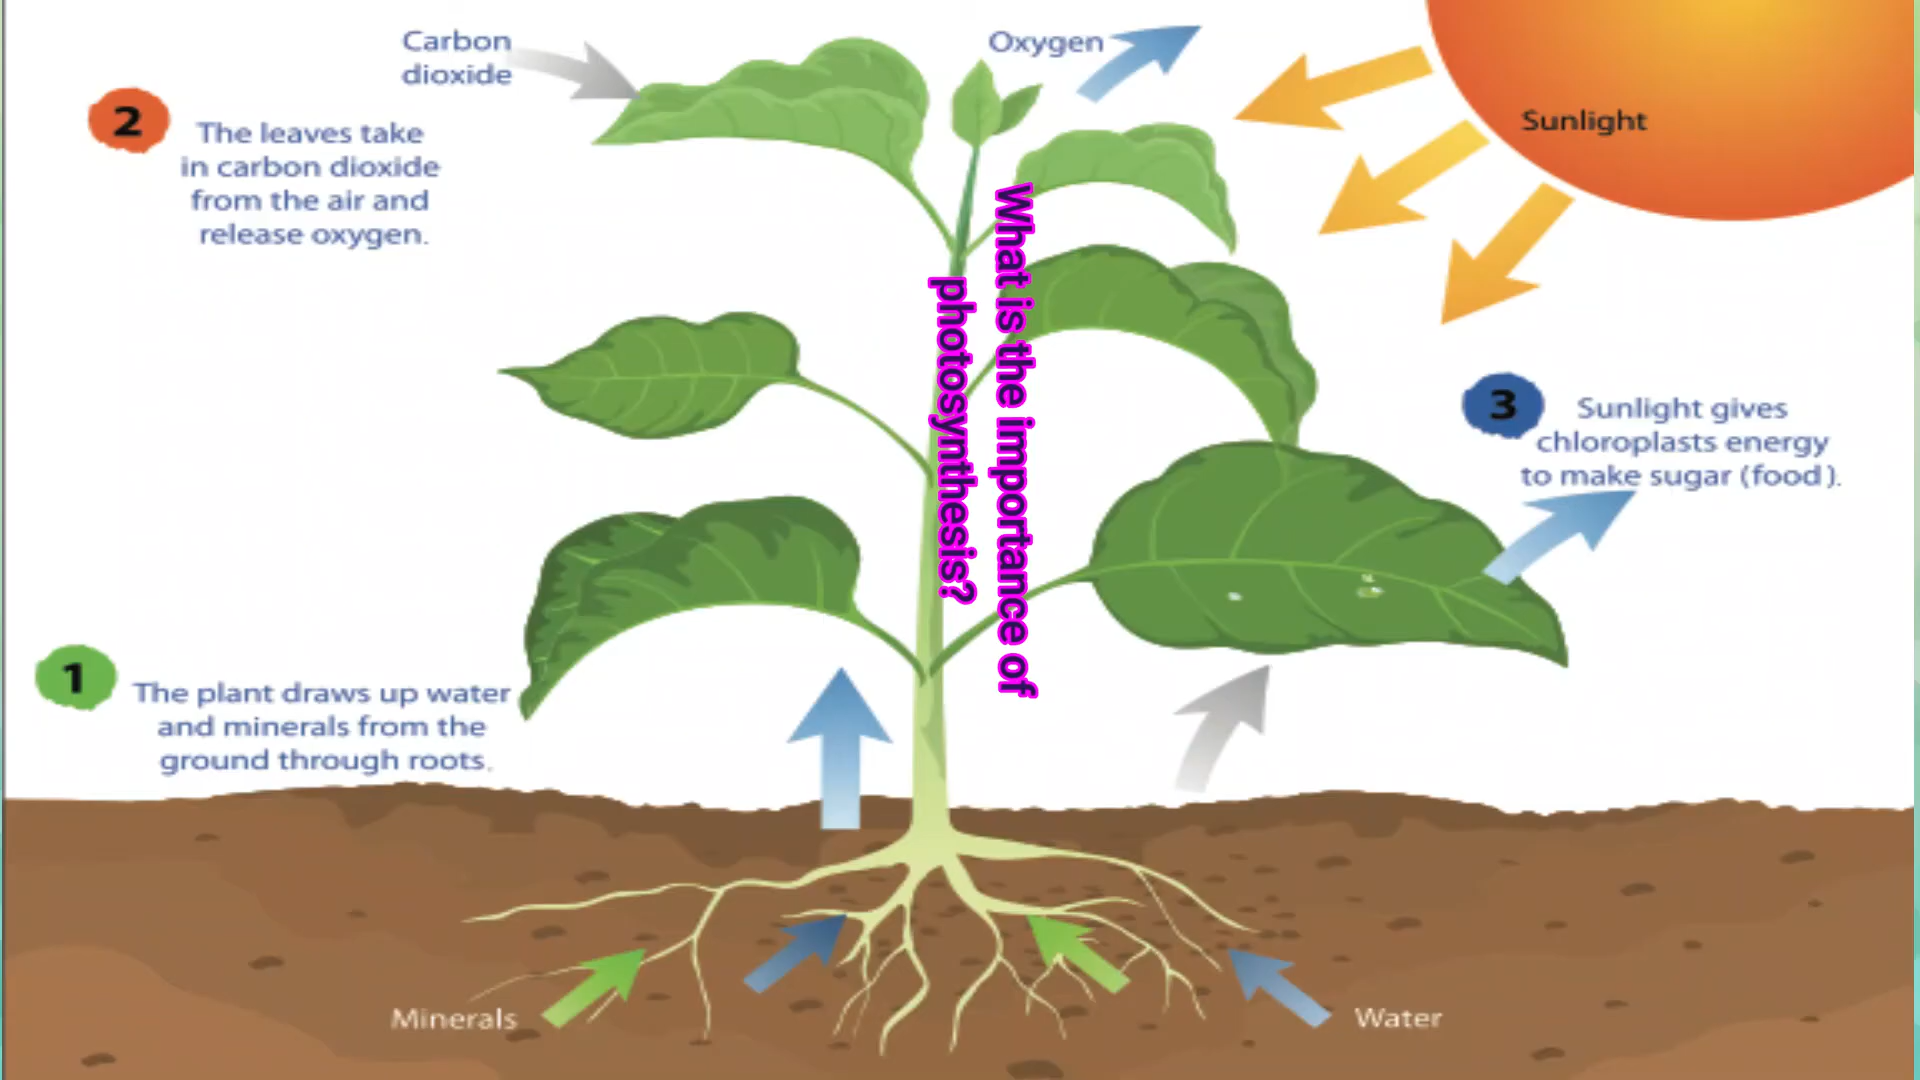 Carbon
dioxide
Oxygen
Sunlight
2
The leaves take
in carbon dioxide
from the air and
release oxygen.
What is the importance of
photosynthesis?
3
Sunlight gives
chloroplasts energy
to make sugar (food).
1
The plant draws up water
and minerals from the
ground through roots.
Minerals
Water